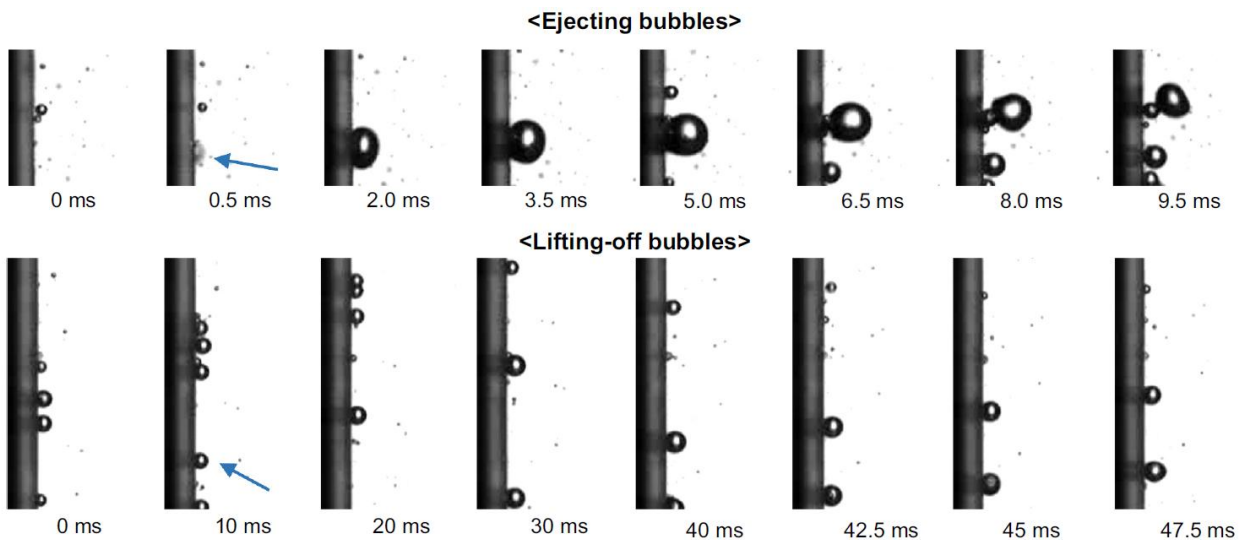 <Ejecting bubbles>
0 ms 0.5 ms 2.0 ms 3.5 ms 5.0 ms 6.5 ms 8.0 ms 9.5 ms
<Lifting-off bubbles>
0 ms 10 ms 20 ms 30 ms 40 ms 42.5 ms 45 ms 47.5 ms